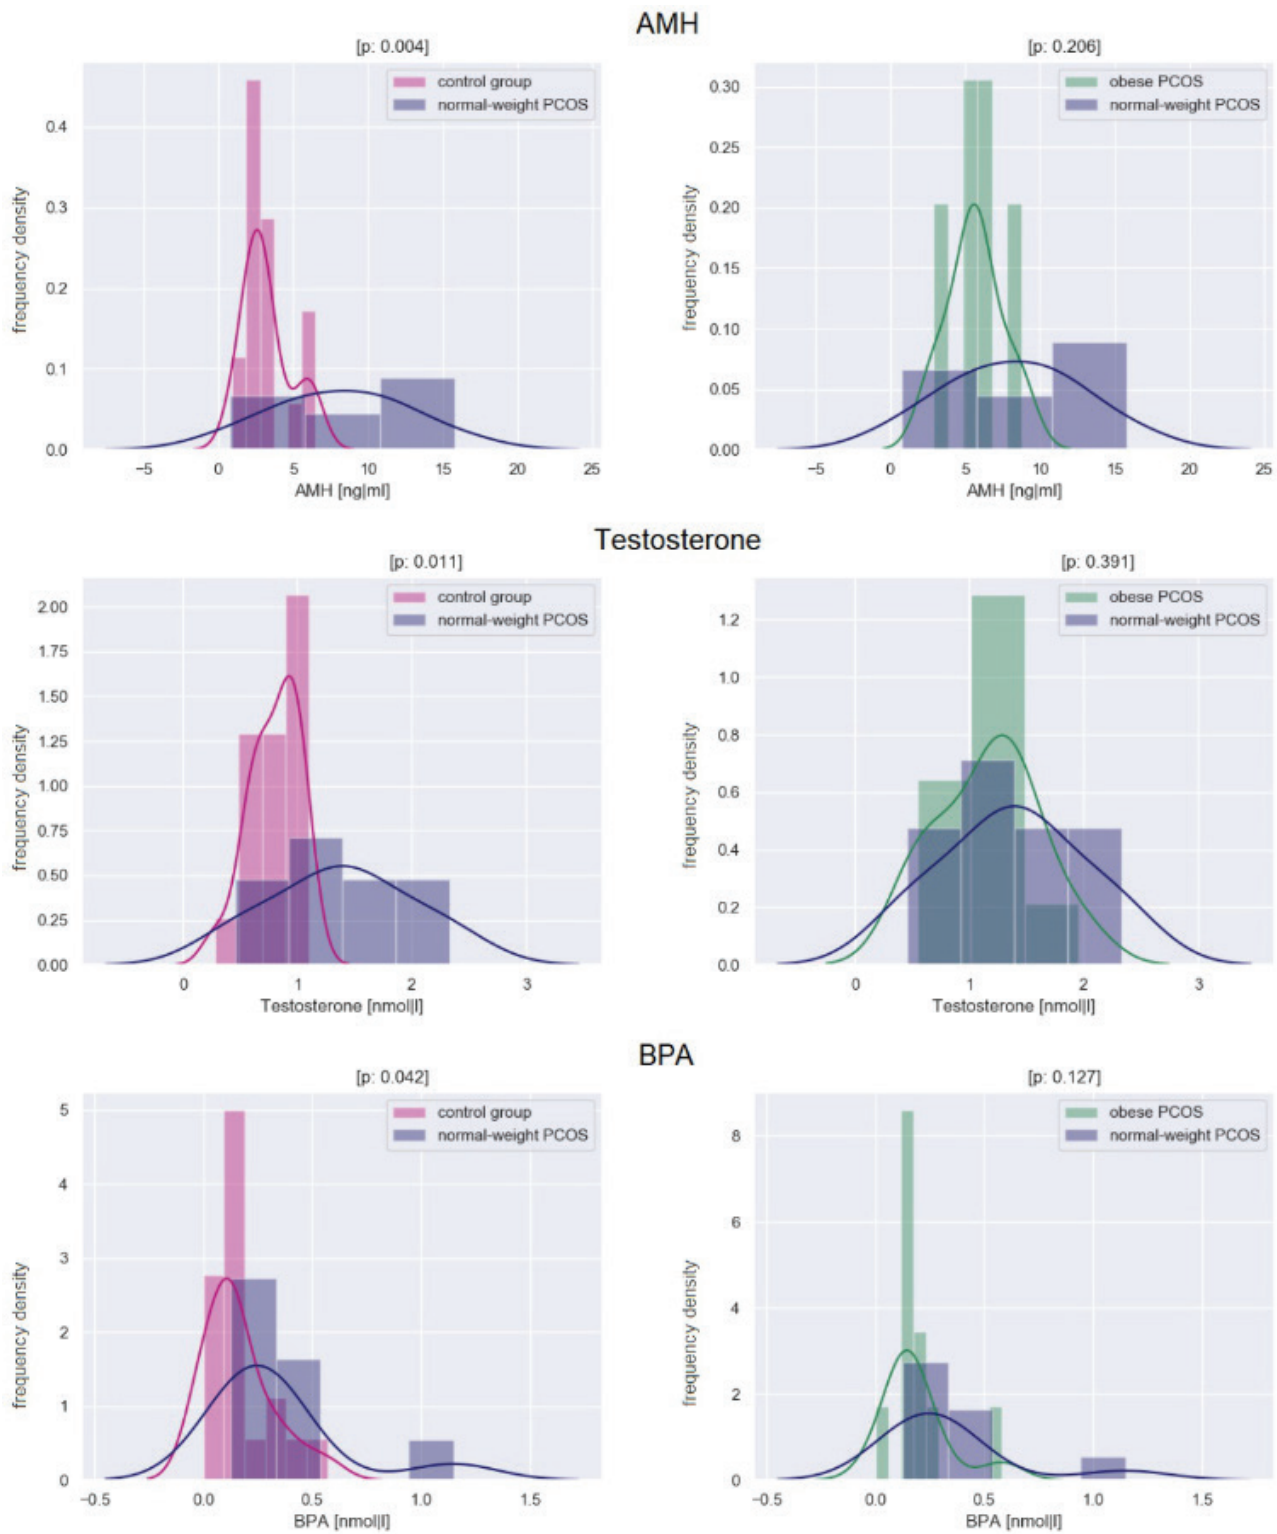 AMH
[p: 0.004]
control group
normal-weight PCOS
frequency density
0.4
0.3
0.2
0.1
0.0
−5 0 5 10 15 20 25
AMH [ng|ml]
[p: 0.206]
obese PCOS
normal-weight PCOS
frequency density
0.30
0.25
0.20
0.15
0.10
0.05
0.00
−5 0 5 10 15 20 25
AMH [ng|ml]
Testosterone
[p: 0.011]
control group
normal-weight PCOS
frequency density
2.00
1.75
1.50
1.25
1.00
0.75
0.50
0.25
0.00
0 1 2 3
Testosterone [nmol|l]
[p: 0.391]
obese PCOS
normal-weight PCOS
frequency density
1.2
1.0
0.8
0.6
0.4
0.2
0.0
0 1 2 3
Testosterone [nmol|l]
BPA
[p: 0.042]
control group
normal-weight PCOS
frequency density
5
4
3
2
1
0
−0.5 0.0 0.5 1.0 1.5
BPA [nmol|l]
[p: 0.127]
obese PCOS
normal-weight PCOS
frequency density
8
6
4
2
0
−0.5 0.0 0.5 1.0 1.5
BPA [nmol|l]